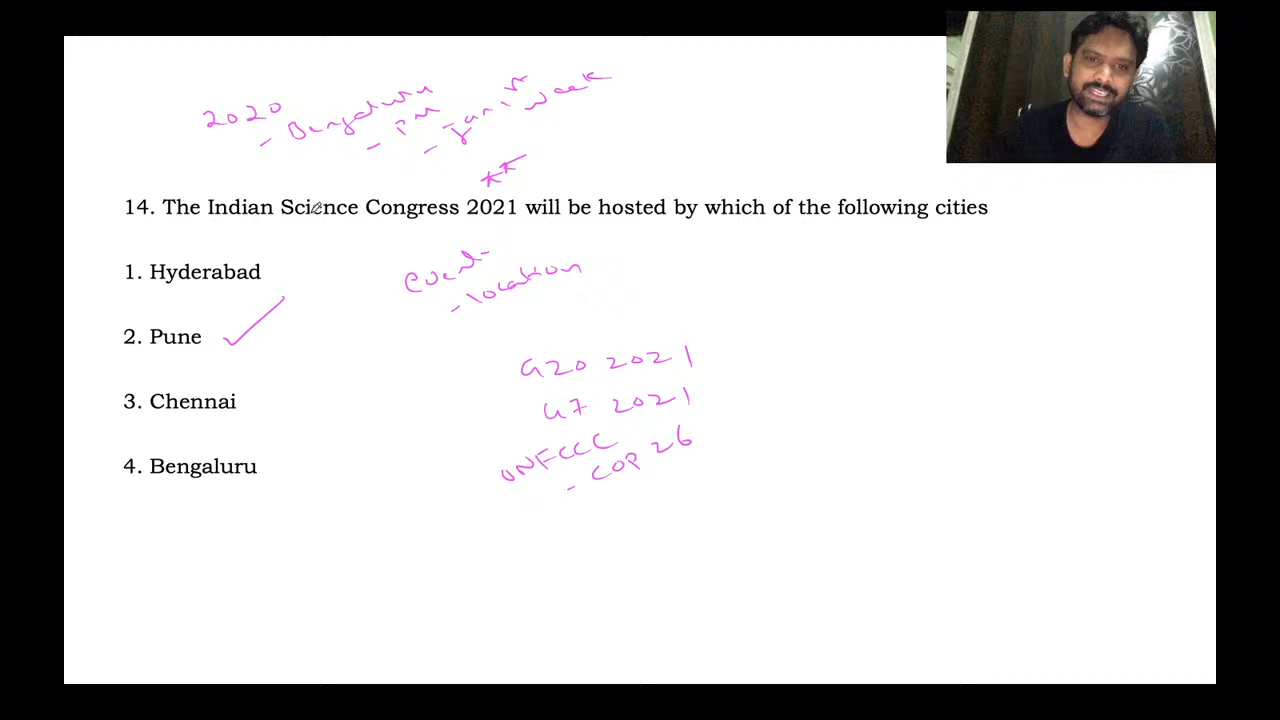 2020
- Bengaluru
- PM
- Jan 1st week
**
14. The Indian Science Congress 2021 will be hosted by which of the following cities
1. Hyderabad
event
- location
2. Pune
G20 2021
3. Chennai
G7 2021
UNFCCC
- COP 26
4. Bengaluru